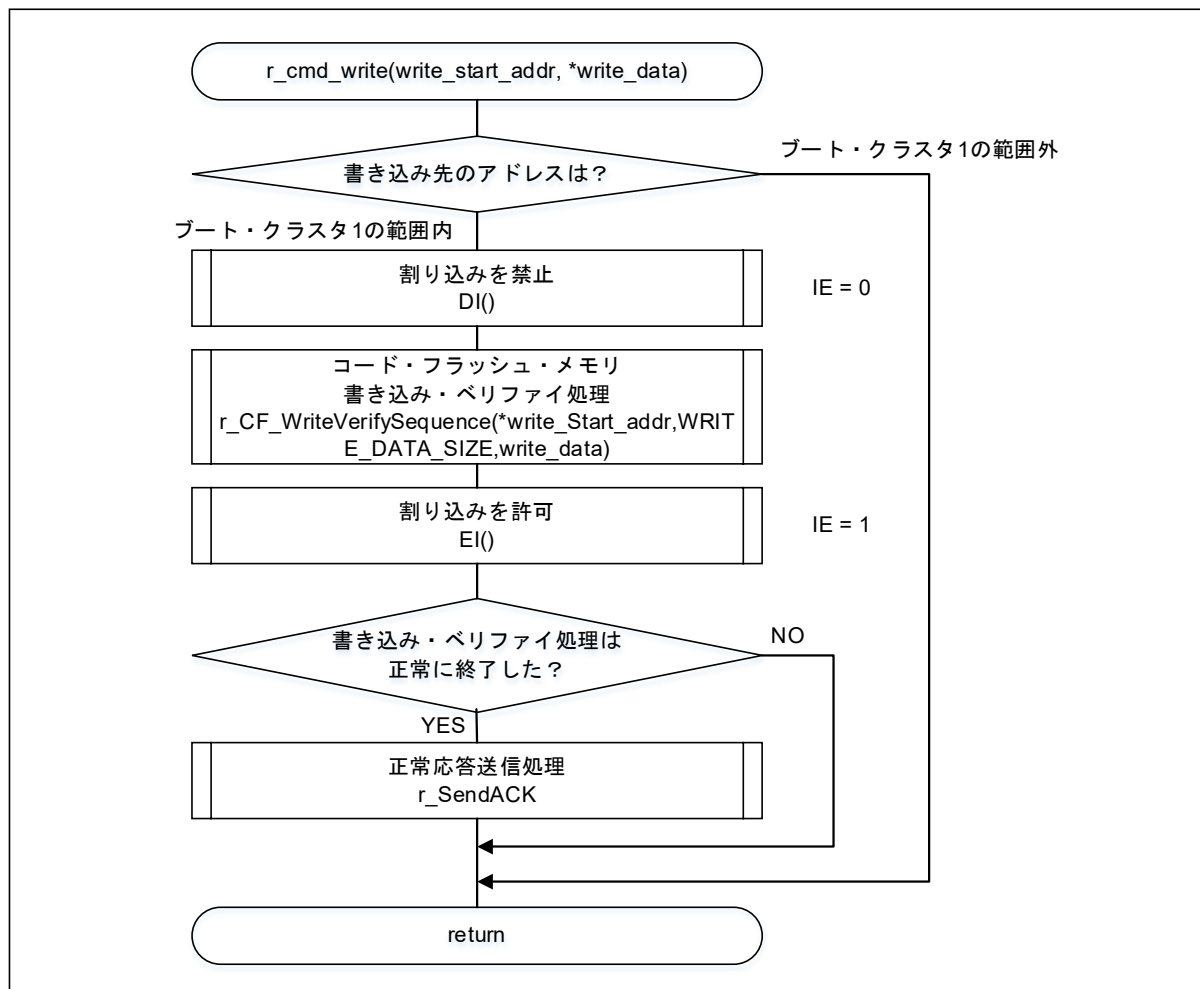 r_cmd_write(write_start_addr, *write_data)
ブート・クラスタ1の範囲外
書き込み先のアドレスは？
ブート・クラスタ1の範囲内
割り込みを禁止
DI()
IE = 0
コード・フラッシュ・メモリ
書き込み・ベリファイ処理
r_CF_WriteVerifySequence(*write_Start_addr,WRIT
E_DATA_SIZE,write_data)
割り込みを許可
EI()
IE = 1
書き込み・ベリファイ処理は
正常に終了した？
NO
YES
正常応答送信処理
r_SendACK
return